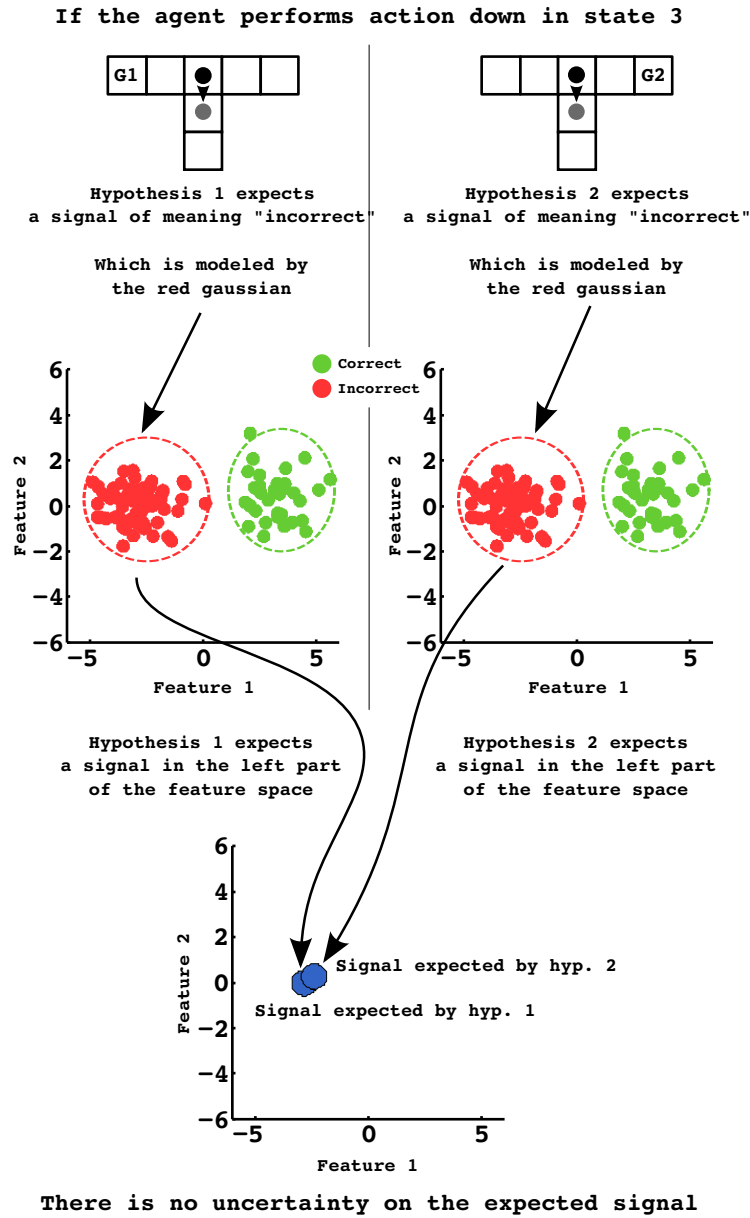 If the agent performs action down in state 3
G1
G2
Hypothesis 1 expects
a signal of meaning "incorrect"
Hypothesis 2 expects
a signal of meaning "incorrect"
Which is modeled by
the red gaussian
Which is modeled by
the red gaussian
Correct
Incorrect
6
4
2
0
−2
−4
−6
−5
0
5
Feature 2
Feature 1
6
4
2
0
−2
−4
−6
−5
0
5
Feature 2
Feature 1
Hypothesis 1 expects
a signal in the left part
of the feature space
Hypothesis 2 expects
a signal in the left part
of the feature space
6
4
2
0
−2
−4
−6
−5
0
5
Feature 2
Feature 1
Signal expected by hyp. 2
Signal expected by hyp. 1
There is no uncertainty on the expected signal